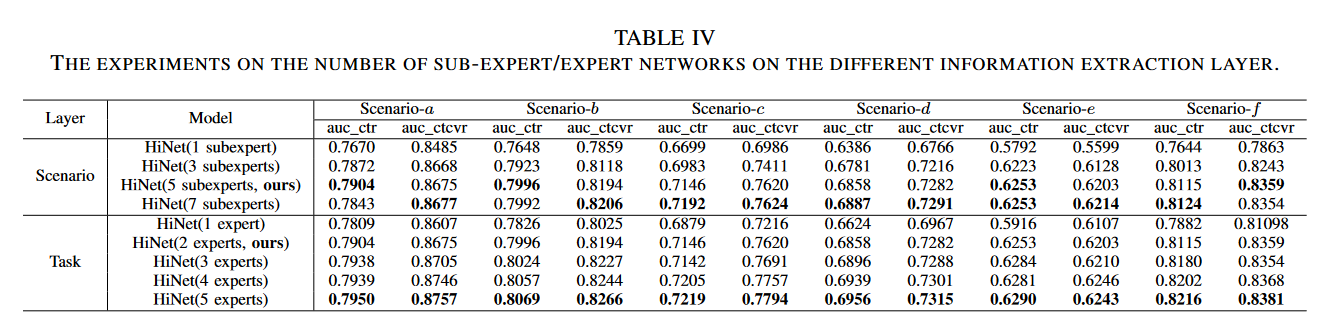 TABLE IV
THE EXPERIMENTS ON THE NUMBER OF SUB-EXPERT/EXPERT NETWORKS ON THE DIFFERENT INFORMATION EXTRACTION LAYER.
Layer Model Scenario-a Scenario-b Scenario-c Scenario-d Scenario-e Scenario-f
auc_ctr auc_ctcvr auc_ctr auc_ctcvr auc_ctr auc_ctcvr auc_ctr auc_ctcvr auc_ctr auc_ctcvr auc_ctr auc_ctcvr
Scenario
HiNet(1 subexpert) 0.7670 0.8485 0.7648 0.7859 0.6699 0.6986 0.6386 0.6766 0.5792 0.5599 0.7644 0.7863
HiNet(3 subexperts) 0.7872 0.8668 0.7923 0.8118 0.6983 0.7411 0.6781 0.7216 0.6223 0.6128 0.8013 0.8243
HiNet(5 subexperts, ours) 0.7904 0.8675 0.7996 0.8194 0.7146 0.7620 0.6858 0.7282 0.6253 0.6203 0.8115 0.8359
HiNet(7 subexperts) 0.7843 0.8677 0.7992 0.8206 0.7192 0.7624 0.6887 0.7291 0.6253 0.6214 0.8124 0.8354
Task
HiNet(1 expert) 0.7809 0.8607 0.7826 0.8025 0.6879 0.7216 0.6624 0.6967 0.5916 0.6107 0.7882 0.81098
HiNet(2 experts, ours) 0.7904 0.8675 0.7996 0.8194 0.7146 0.7620 0.6858 0.7282 0.6253 0.6203 0.8115 0.8359
HiNet(3 experts) 0.7938 0.8705 0.8024 0.8227 0.7142 0.7691 0.6896 0.7288 0.6284 0.6210 0.8180 0.8354
HiNet(4 experts) 0.7939 0.8746 0.8057 0.8244 0.7205 0.7757 0.6939 0.7301 0.6281 0.6246 0.8202 0.8368
HiNet(5 experts) 0.7950 0.8757 0.8069 0.8266 0.7219 0.7794 0.6956 0.7315 0.6290 0.6243 0.8216 0.8381